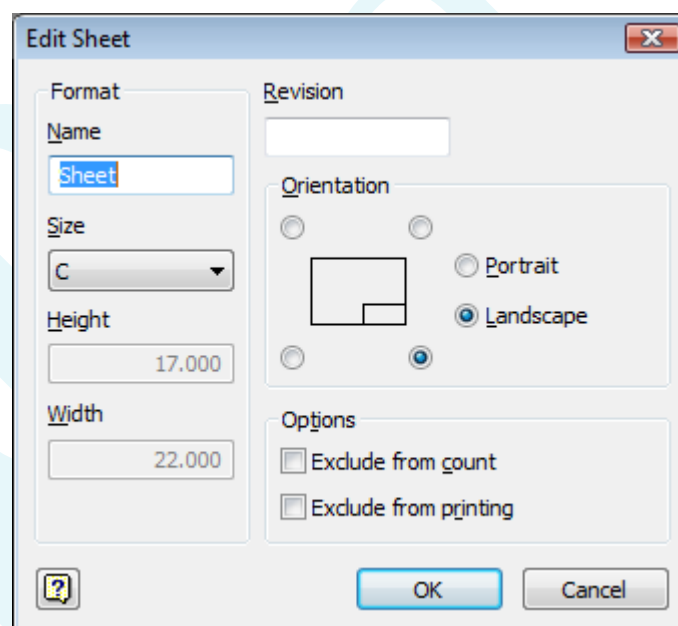 Edit Sheet
Format
Name
Sheet
Size
C
Height
17.000
Width
22.000
Revision
Orientation
Portrait
Landscape
Options
Exclude from count
Exclude from printing
?
OK
Cancel